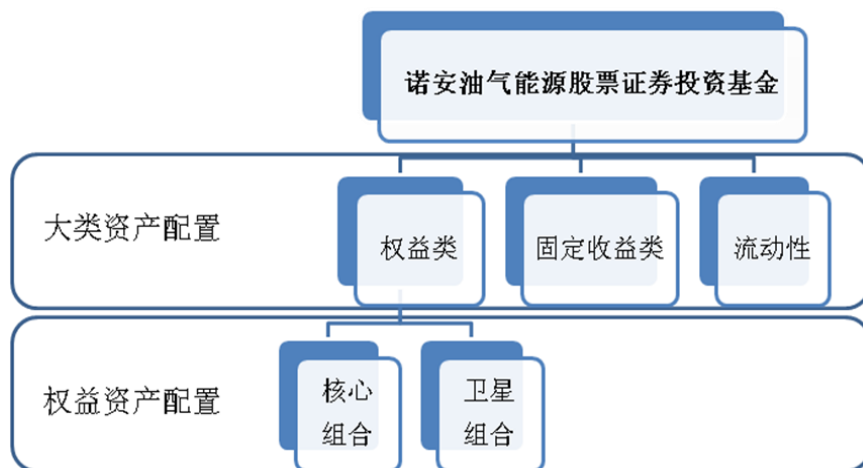 诺安油气能源股票证券投资基金
大类资产配置
权益类
固定收益类
流动性
权益资产配置
核心
组合
卫星
组合